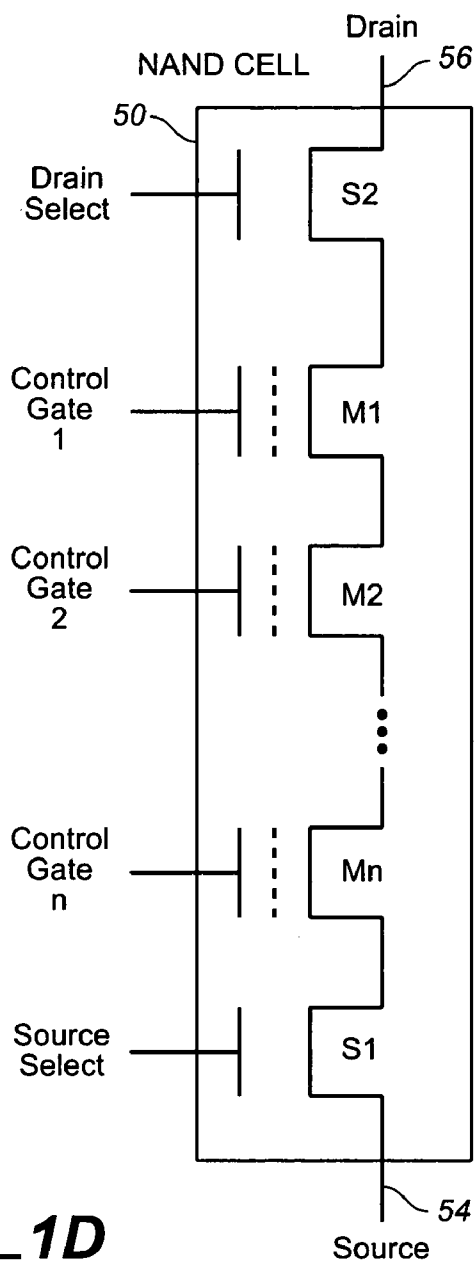 Drain
56
NAND CELL
50
Drain
Select
S2
Control
Gate
1
M1
Control
Gate
2
M2
Control
Gate
n
Mn
Source
Select
S1
54
Source
1D